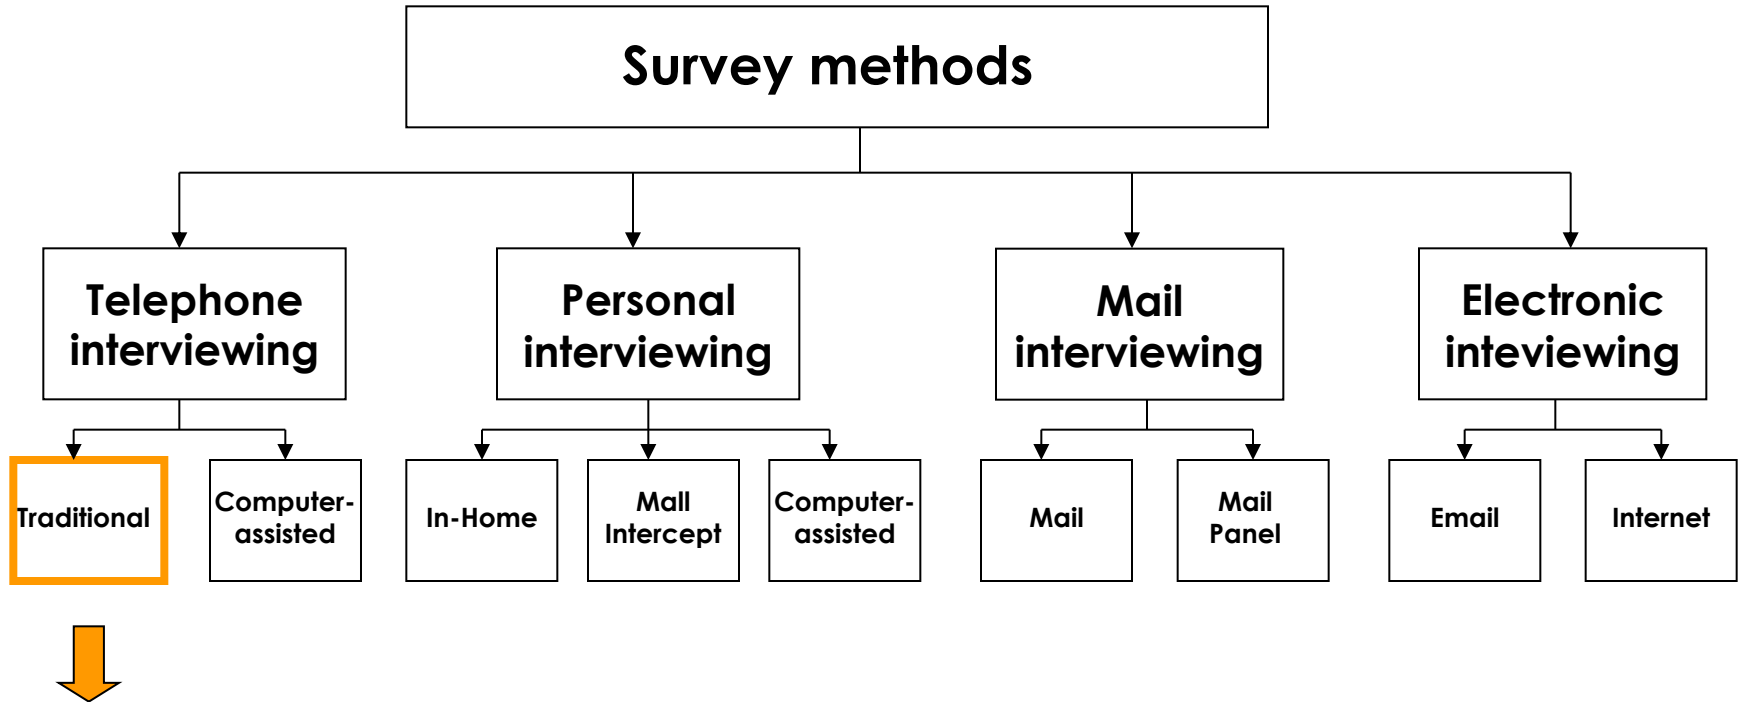 Survey methods
Telephone
interviewing
Personal
interviewing
Mail
interviewing
Electronic
inteviewing
Traditional
Computer-
assisted
In-Home
Mall
Intercept
Computer-
assisted
Mail
Mail
Panel
Email
Internet